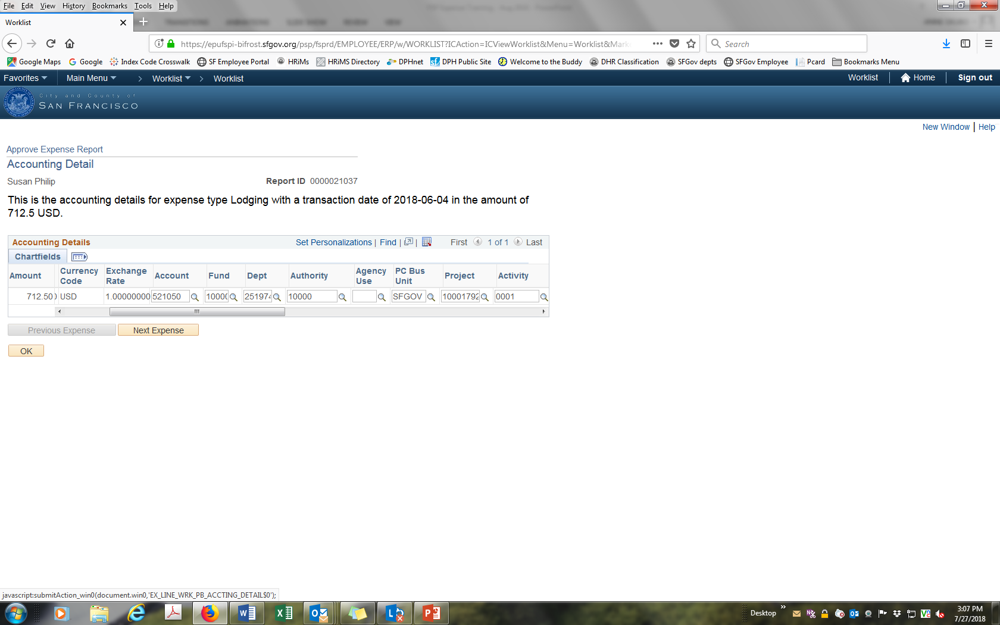 File Edit View History Bookmarks Tools Help
Worklist
https://epufspi-bifrost.sfgov.org/psp/fsprd/EMPLOYEE/ERP/w/WORKLIST?ICAction=ICViewWorklist&Menu=Worklist&Mark
Search
Google Maps Google Index Code Crosswalk SF Employee Portal HRiMs HRiMS Directory DPHnet DPH Public Site Welcome to the Buddy DHR Classification SFGov depts SFGov Employee Pcard Bookmarks Menu
Favorites Main Menu > Worklist > Worklist Worklist Home Sign out
City and County of
SAN FRANCISCO
New Window | Help
Approve Expense Report
Accounting Detail
Susan Philip Report ID 0000021037
This is the accounting details for expense type Lodging with a transaction date of 2018-06-04 in the amount of
712.5 USD.
Accounting Details Set Personalizations | Find | | First 1 of 1 Last
Chartfields
Amount Currency Code Exchange Rate Account Fund Dept Authority Agency Use PC Bus Unit Project Activity
712.50 USD 1.00000000 521050 1000 251974 10000 SFGOV 10001792 0001
Previous Expense Next Expense
OK
javascript:submitAction_win0(document.win0,'EX_LINE_WRK_PB_ACCTING_DETAIL$0');
Desktop
3:07 PM
7/27/2018